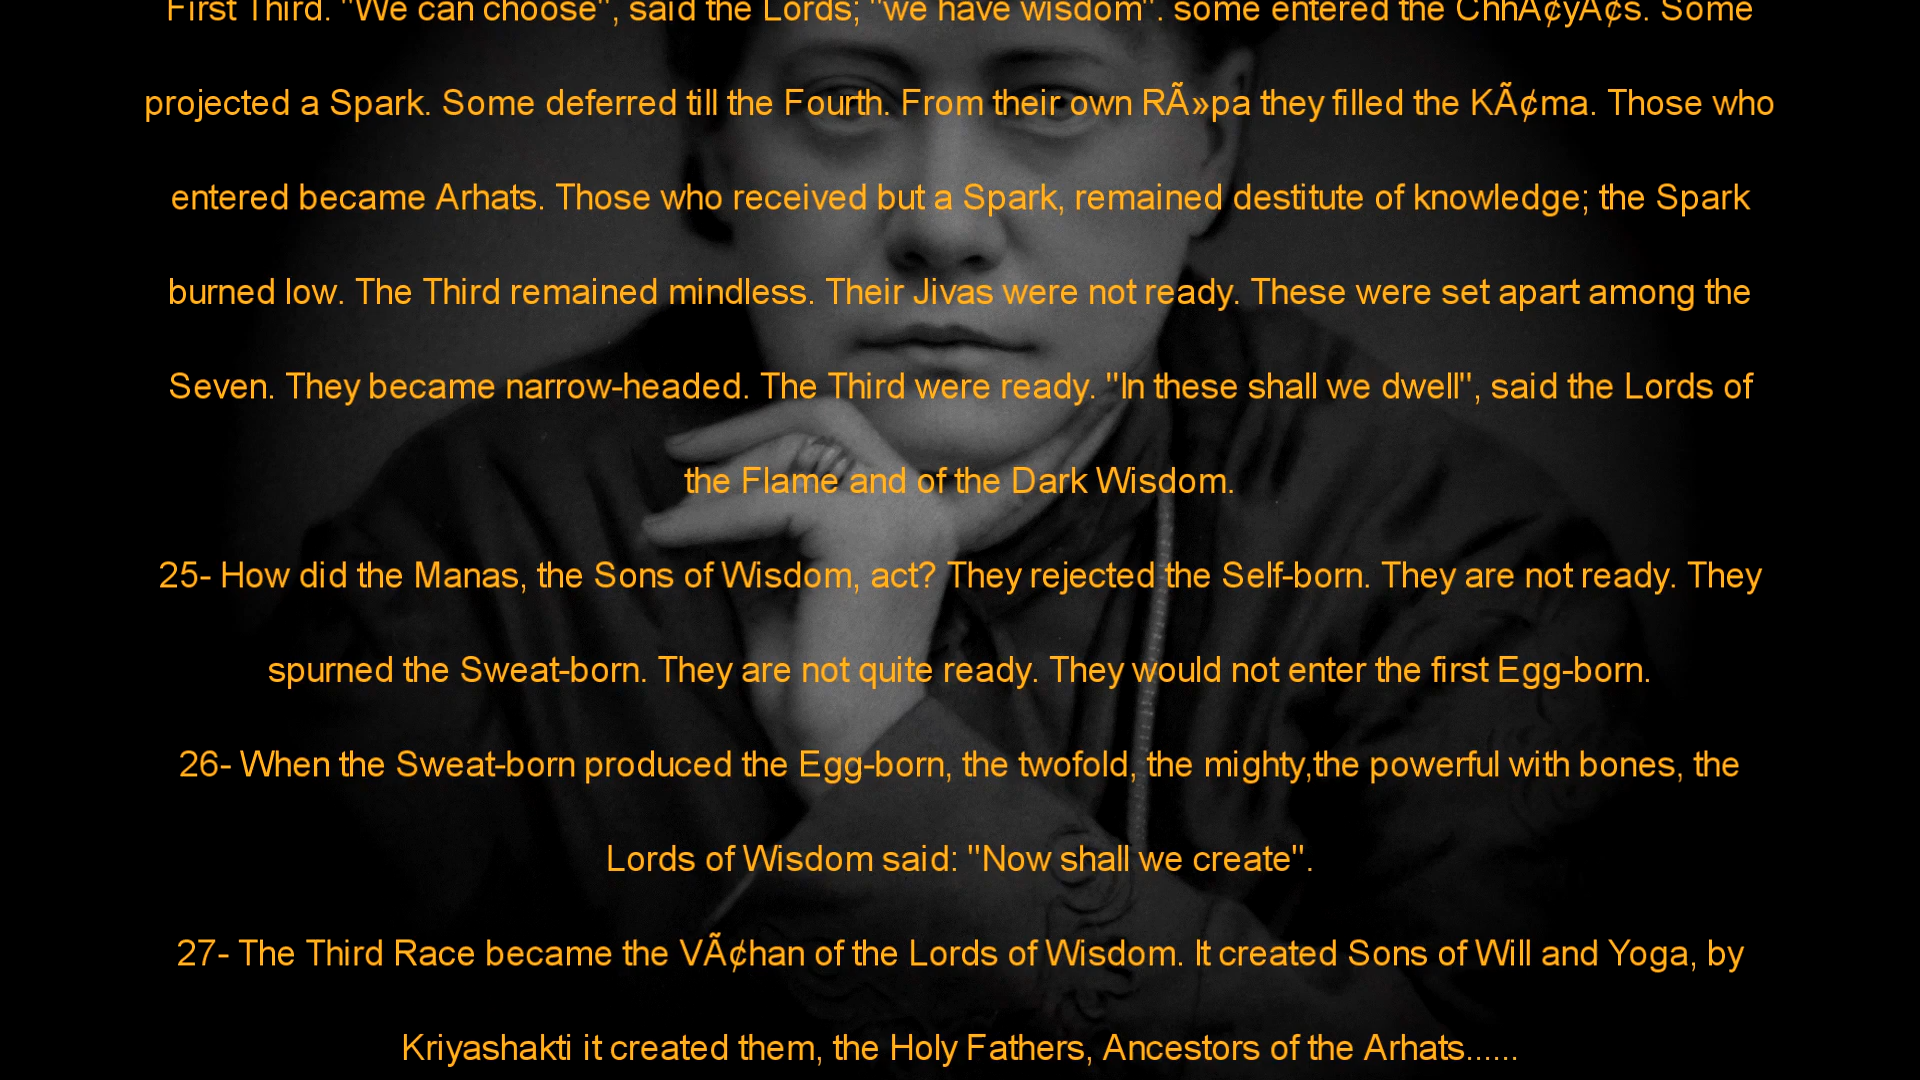 First Third. "We can choose", said the Lords; "we have wisdom". some entered the ChhÃ¢yÃ¢s. Some
projected a Spark. Some deferred till the Fourth. From their own RÃ»pa they filled the KÃ¢ma. Those who
entered became Arhats. Those who received but a Spark, remained destitute of knowledge; the Spark
burned low. The Third remained mindless. Their Jivas were not ready. These were set apart among the
Seven. They became narrow-headed. The Third were ready. "In these shall we dwell", said the Lords of
the Flame and of the Dark Wisdom.
25- How did the Manas, the Sons of Wisdom, act? They rejected the Self-born. They are not ready. They
spurned the Sweat-born. They are not quite ready. They would not enter the first Egg-born.
26- When the Sweat-born produced the Egg-born, the twofold, the mighty,the powerful with bones, the
Lords of Wisdom said: "Now shall we create".
27- The Third Race became the VÃ¢han of the Lords of Wisdom. It created Sons of Will and Yoga, by
Kriyashakti it created them, the Holy Fathers, Ancestors of the Arhats......